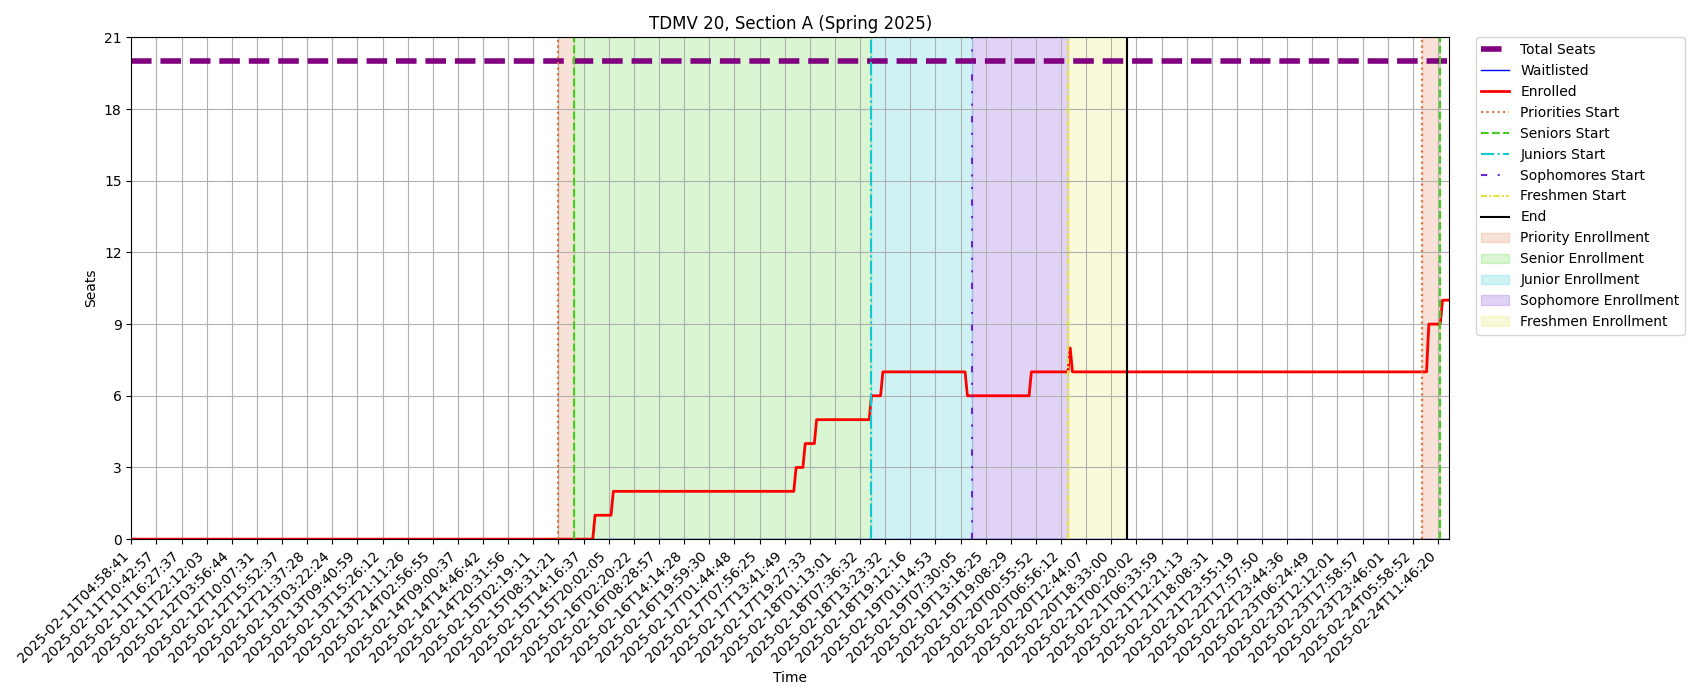 TDMV 20, Section A (Spring 2025)
21
18
15
12
9
6
3
0
Seats
2025-02-11T04:58:41
2025-02-11T10:42:57
2025-02-11T16:27:37
2025-02-11T22:12:03
2025-02-12T03:56:44
2025-02-12T10:07:31
2025-02-12T15:52:37
2025-02-12T21:37:28
2025-02-13T03:22:24
2025-02-13T09:40:59
2025-02-13T15:26:12
2025-02-13T21:11:26
2025-02-14T02:56:55
2025-02-14T09:00:37
2025-02-14T14:46:42
2025-02-14T20:31:56
2025-02-15T02:19:11
2025-02-15T08:31:21
2025-02-15T14:16:37
2025-02-15T20:02:05
2025-02-16T02:20:22
2025-02-16T08:28:57
2025-02-16T14:14:28
2025-02-16T19:59:30
2025-02-17T01:44:48
2025-02-17T07:56:25
2025-02-17T13:41:49
2025-02-17T19:27:33
2025-02-18T01:13:01
2025-02-18T07:36:32
2025-02-18T13:23:32
2025-02-18T19:12:16
2025-02-19T01:14:53
2025-02-19T07:30:05
2025-02-19T13:18:25
2025-02-19T19:08:29
2025-02-20T00:55:52
2025-02-20T06:56:12
2025-02-20T12:44:07
2025-02-20T18:33:00
2025-02-21T00:20:02
2025-02-21T06:33:59
2025-02-21T12:21:13
2025-02-21T18:08:31
2025-02-21T23:55:19
2025-02-22T17:57:50
2025-02-22T23:44:36
2025-02-23T06:24:49
2025-02-23T12:12:01
2025-02-23T17:58:57
2025-02-23T23:46:01
2025-02-24T05:58:52
2025-02-24T11:46:20
Time
Total Seats
Waitlisted
Enrolled
Priorities Start
Seniors Start
Juniors Start
Sophomores Start
Freshmen Start
End
Priority Enrollment
Senior Enrollment
Junior Enrollment
Sophomore Enrollment
Freshmen Enrollment